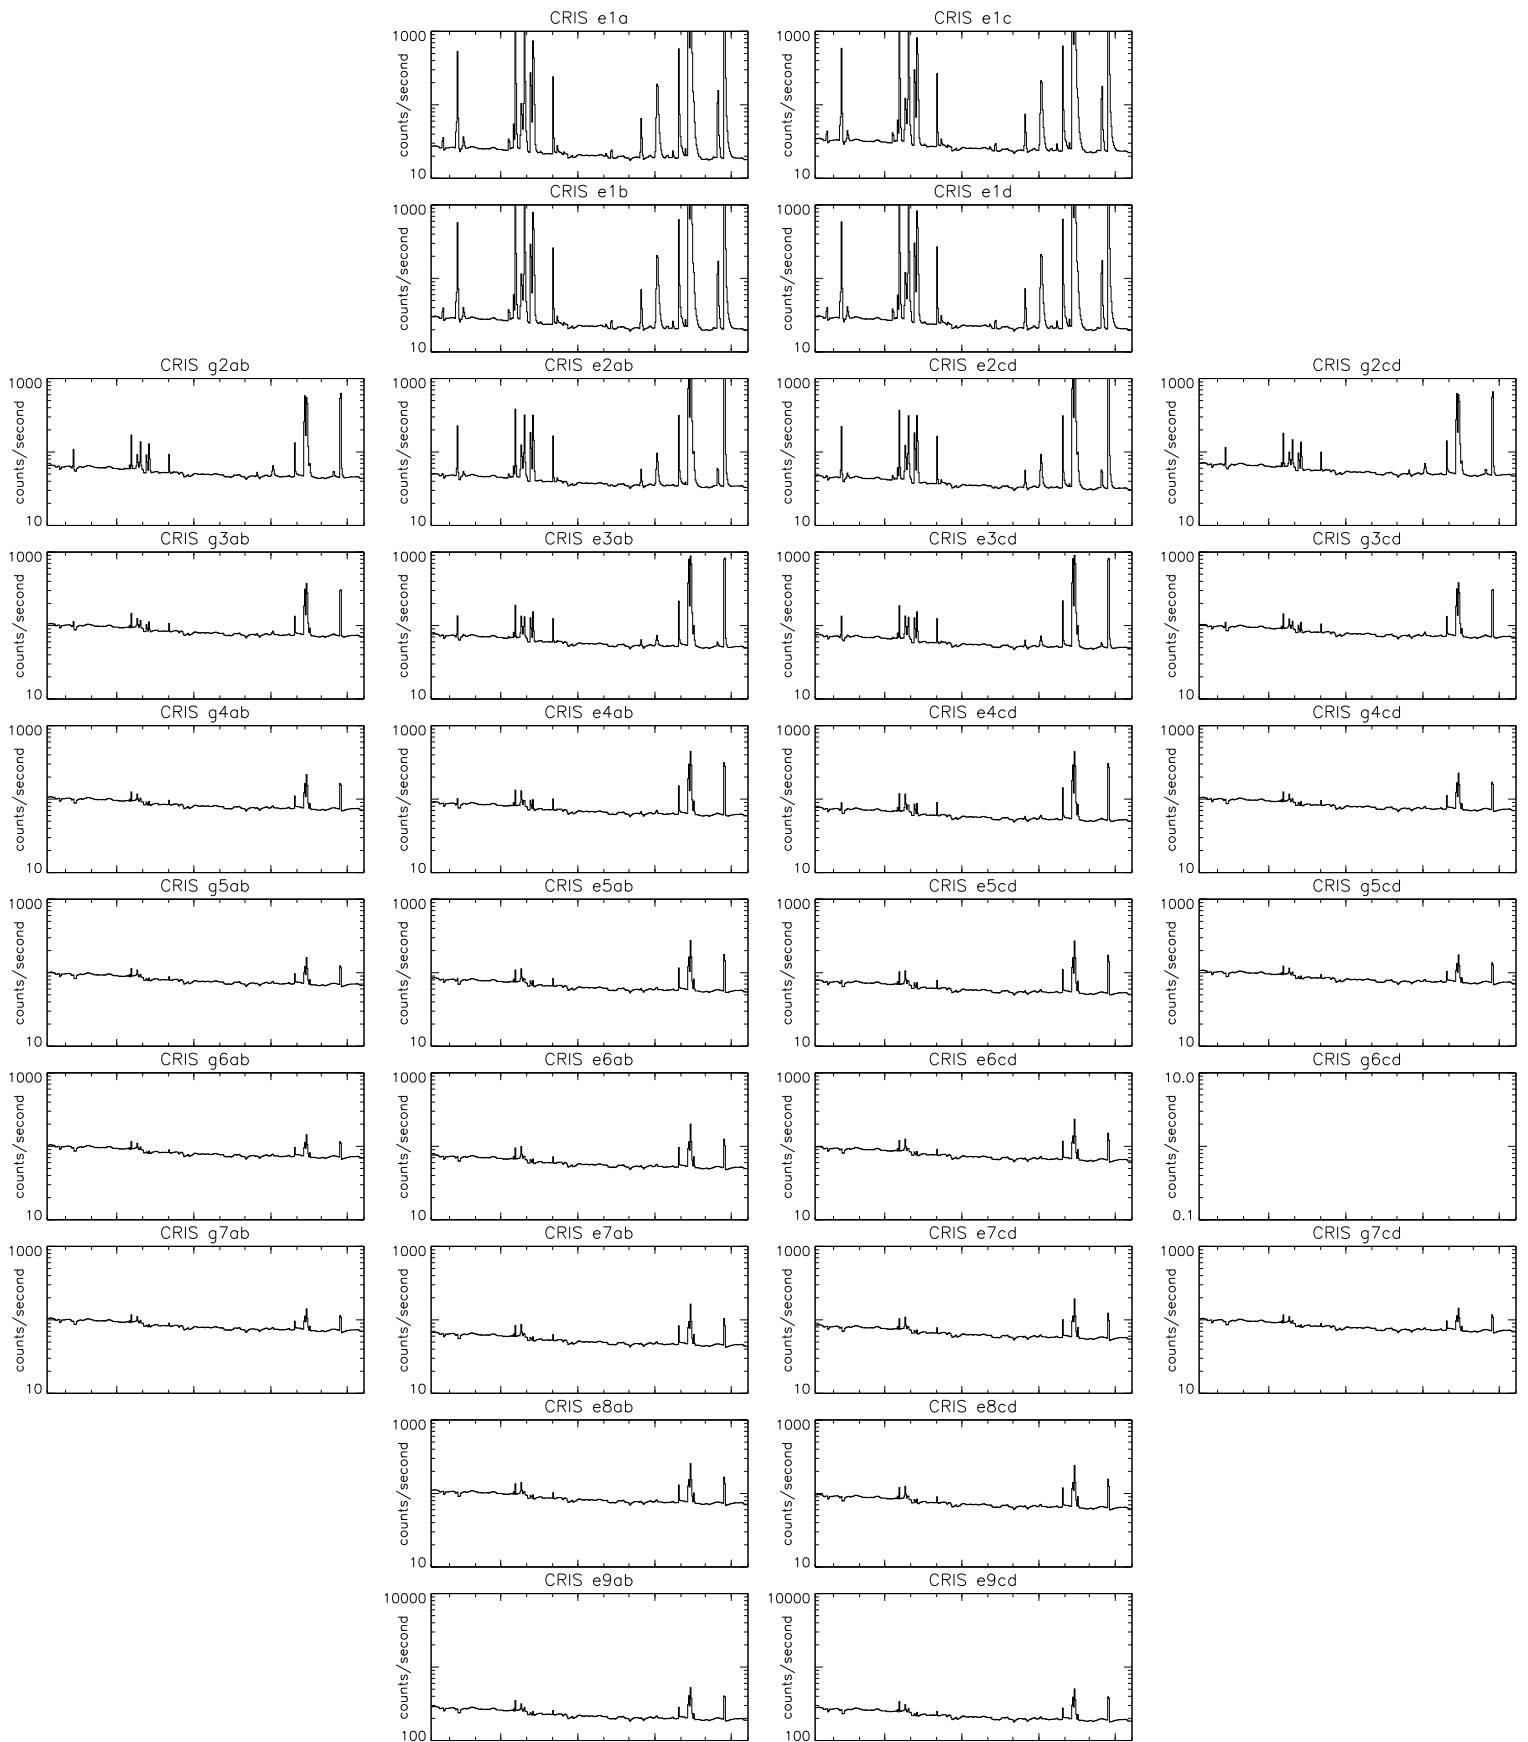 CRIS e1a CRIS e1c
1000 1000
counts/second counts/second
10 10
CRIS e1b CRIS e1d
1000 1000
counts/second counts/second
10 10
CRIS g2ab CRIS e2ab CRIS e2cd CRIS g2cd
1000 1000 1000 1000
counts/second counts/second counts/second counts/second
10 10 10 10
CRIS g3ab CRIS e3ab CRIS e3cd CRIS g3cd
1000 1000 1000 1000
counts/second counts/second counts/second counts/second
10 10 10 10
CRIS g4ab CRIS e4ab CRIS e4cd CRIS g4cd
1000 1000 1000 1000
counts/second counts/second counts/second counts/second
10 10 10 10
CRIS g5ab CRIS e5ab CRIS e5cd CRIS g5cd
1000 1000 1000 1000
counts/second counts/second counts/second counts/second
10 10 10 10
CRIS g6ab CRIS e6ab CRIS e6cd CRIS g6cd
1000 1000 1000 10.0
counts/second counts/second counts/second counts/second
10 10 10 0.1
CRIS g7ab CRIS e7ab CRIS e7cd CRIS g7cd
1000 1000 1000 1000
counts/second counts/second counts/second counts/second
10 10 10 10
CRIS e8ab CRIS e8cd
1000 1000
counts/second counts/second
10 10
CRIS e9ab CRIS e9cd
10000 10000
counts/second counts/second
100 100